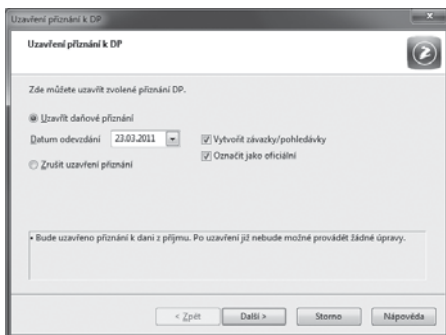 Uzavření přiznání k DP
Uzavření přiznání k DP
Zde můžete uzavřít zvolené přiznání DP.
Uzavřít daňové přiznání
Datum odevzdání 23.03.2011
Vytvořit závazky/pohledávky
Označit jako oficiální
Zrušit uzavření přiznání
• Bude uzavřeno přiznání k dani z příjmu. Po uzavření již nebude možné provádět žádné úpravy.
< Zpět Další > Storno Nápověda